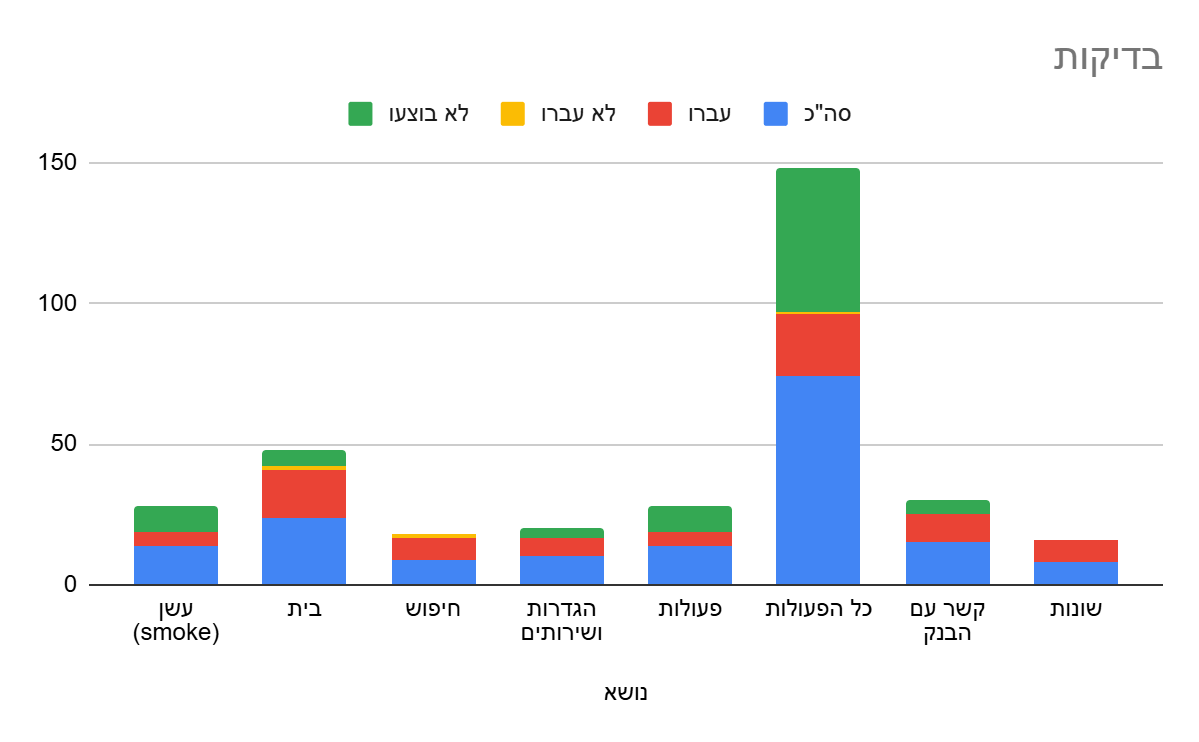 בדיקות
סה"כ
עברו
לא עברו
לא בוצעו
150
100
50
0
עשן
(smoke)
בית
חיפוש
הגדרות
ושירותים
פעולות
כל הפעולות
קשר עם
הבנק
שונות
נושא